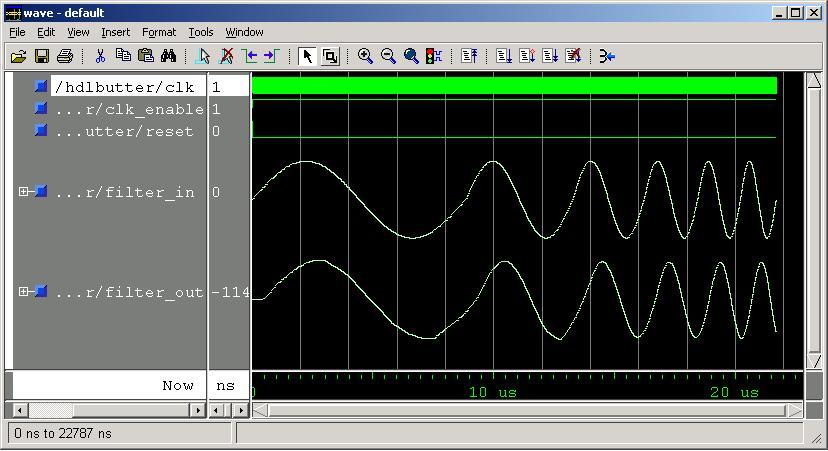 wave - default
File Edit View Insert Format Tools Window
/hdlbutter/clk 1
...r/clk_enable 1
...utter/reset 0
...r/filter_in 0
...r/filter_out -114
Now ns 0 10 us 20 us
0 ns to 22787 ns